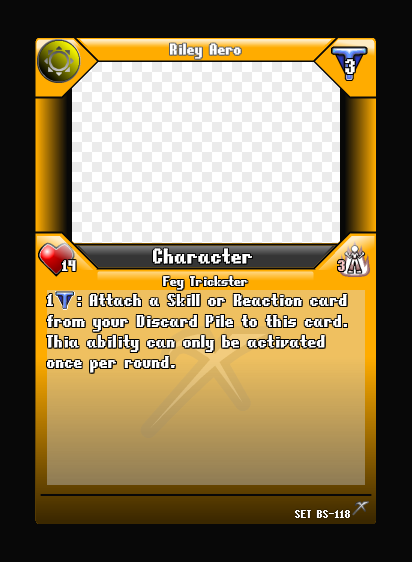 Riley Aero
3
Character
14
3
Fey Trickster
1 : Attach a Skill or Reaction card
from your Discard Pile to this card.
Thia ability can only be activated
once per round.
SET BS-118